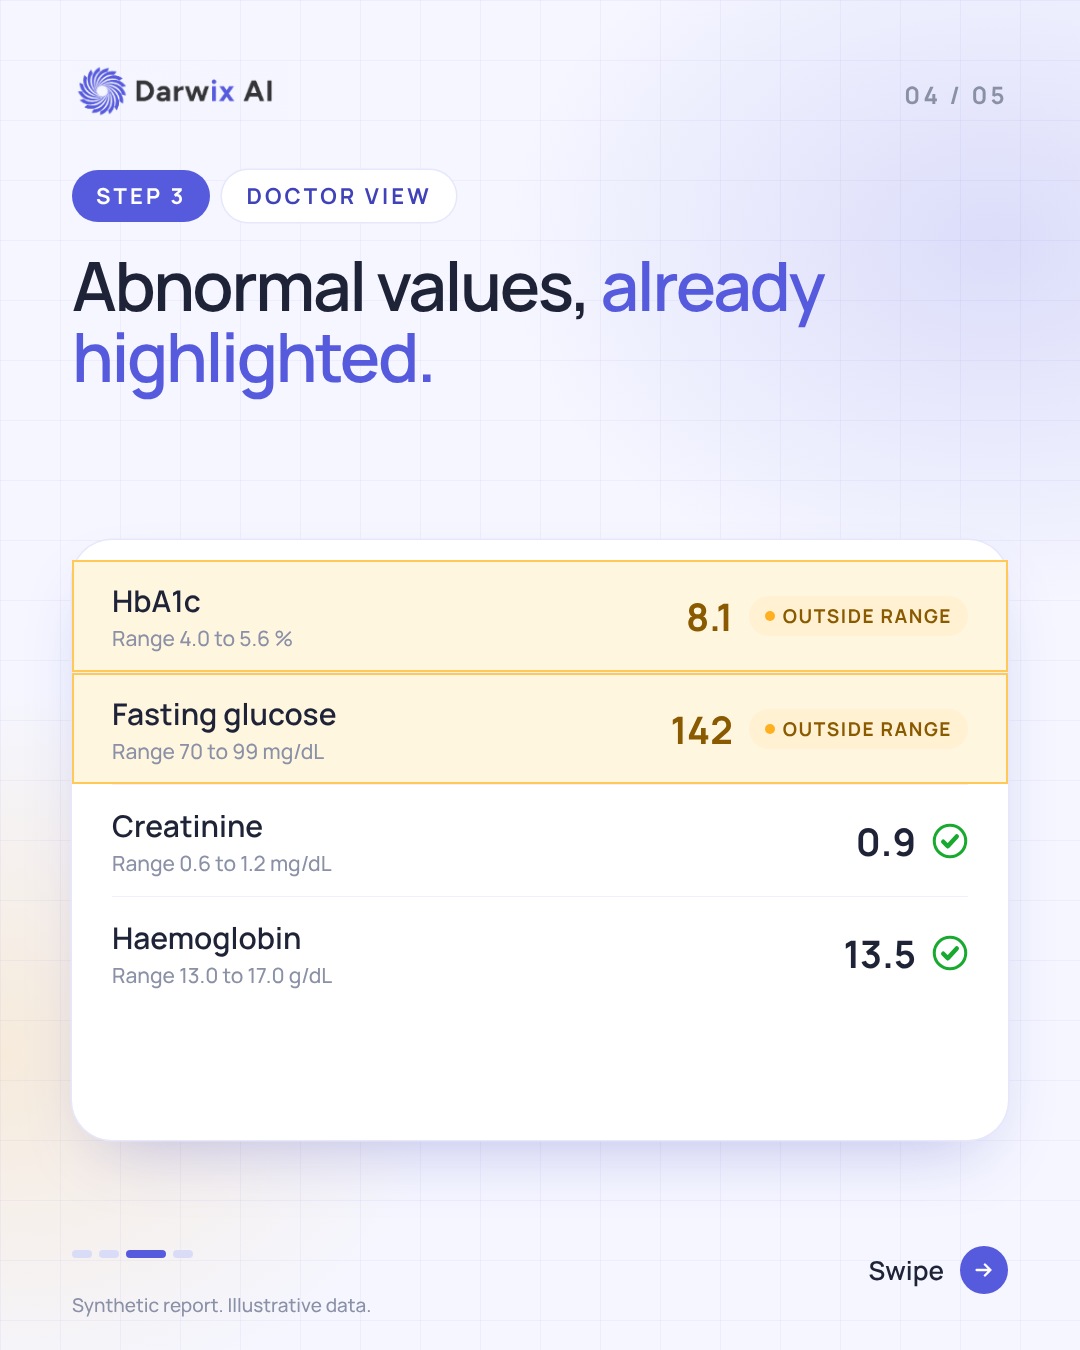 Darwix AI
04 / 05
STEP 3
DOCTOR VIEW
Abnormal values, already
highlighted.
HbA1c
Range 4.0 to 5.6 %
8.1
OUTSIDE RANGE
Fasting glucose
Range 70 to 99 mg/dL
142
OUTSIDE RANGE
Creatinine
Range 0.6 to 1.2 mg/dL
0.9
Haemoglobin
Range 13.0 to 17.0 g/dL
13.5
Swipe
Synthetic report. Illustrative data.